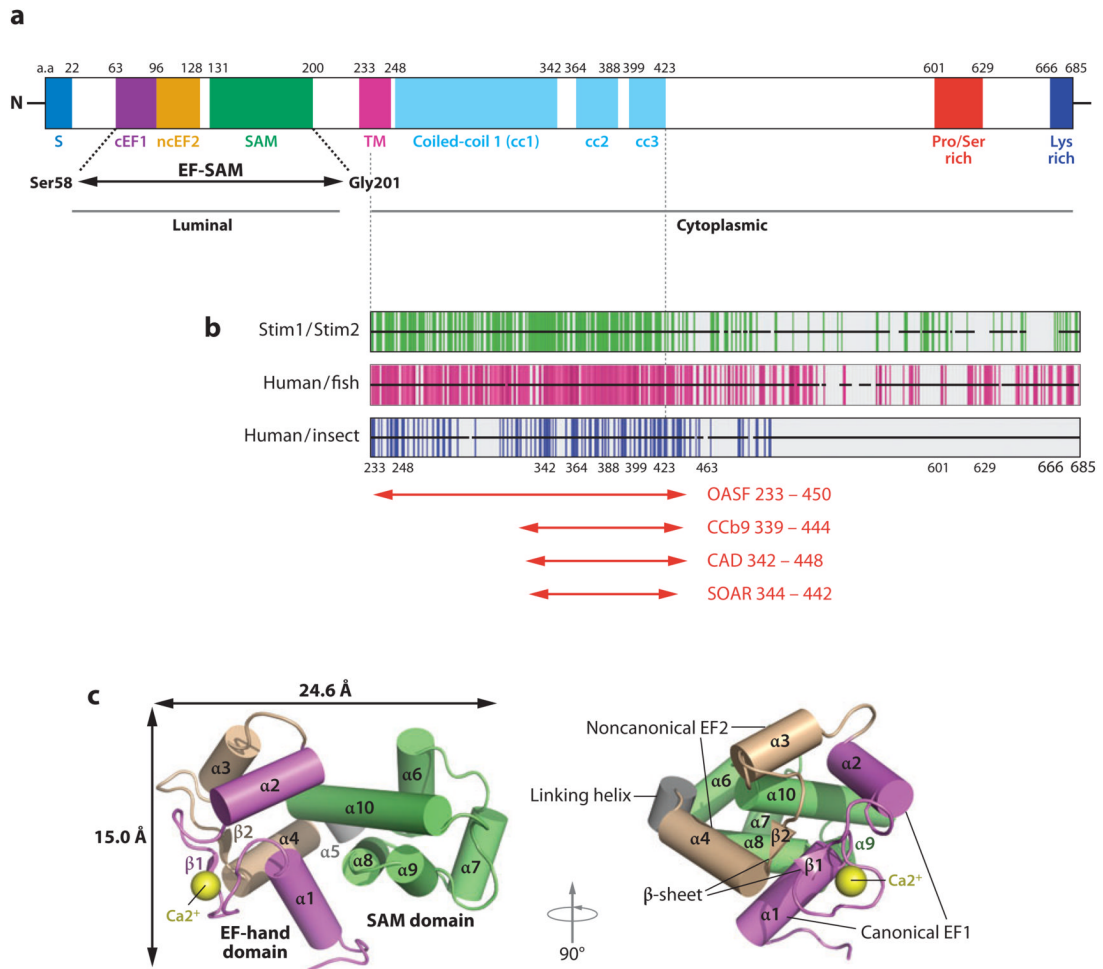 a
a.a 22 63 96 128 131 200 233 248 342 364 388 399 423 601 629 666 685
N
S cEF1 ncEF2 SAM TM Coiled-coil 1 (cc1) cc2 cc3 Pro/Ser rich Lys rich
Ser58 EF-SAM Gly201
Luminal Cytoplasmic
b
Stim1/Stim2
Human/fish
Human/insect
233 248 342 364 388 399 423 463 601 629 666 685
OASF 233 – 450
CCb9 339 – 444
CAD 342 – 448
SOAR 344 – 442
c
24.6 Å
15.0 Å
α3
α2
α6
α10
β2
α4
α5
β1
α8
α9
α7
Ca2+
α1
EF-hand
domain
SAM domain
90°
Noncanonical EF2
α3
α2
α6
Linking helix
α10
α7
α4
β2
α8
α9
β1
β-sheet
Ca2+
α1
Canonical EF1